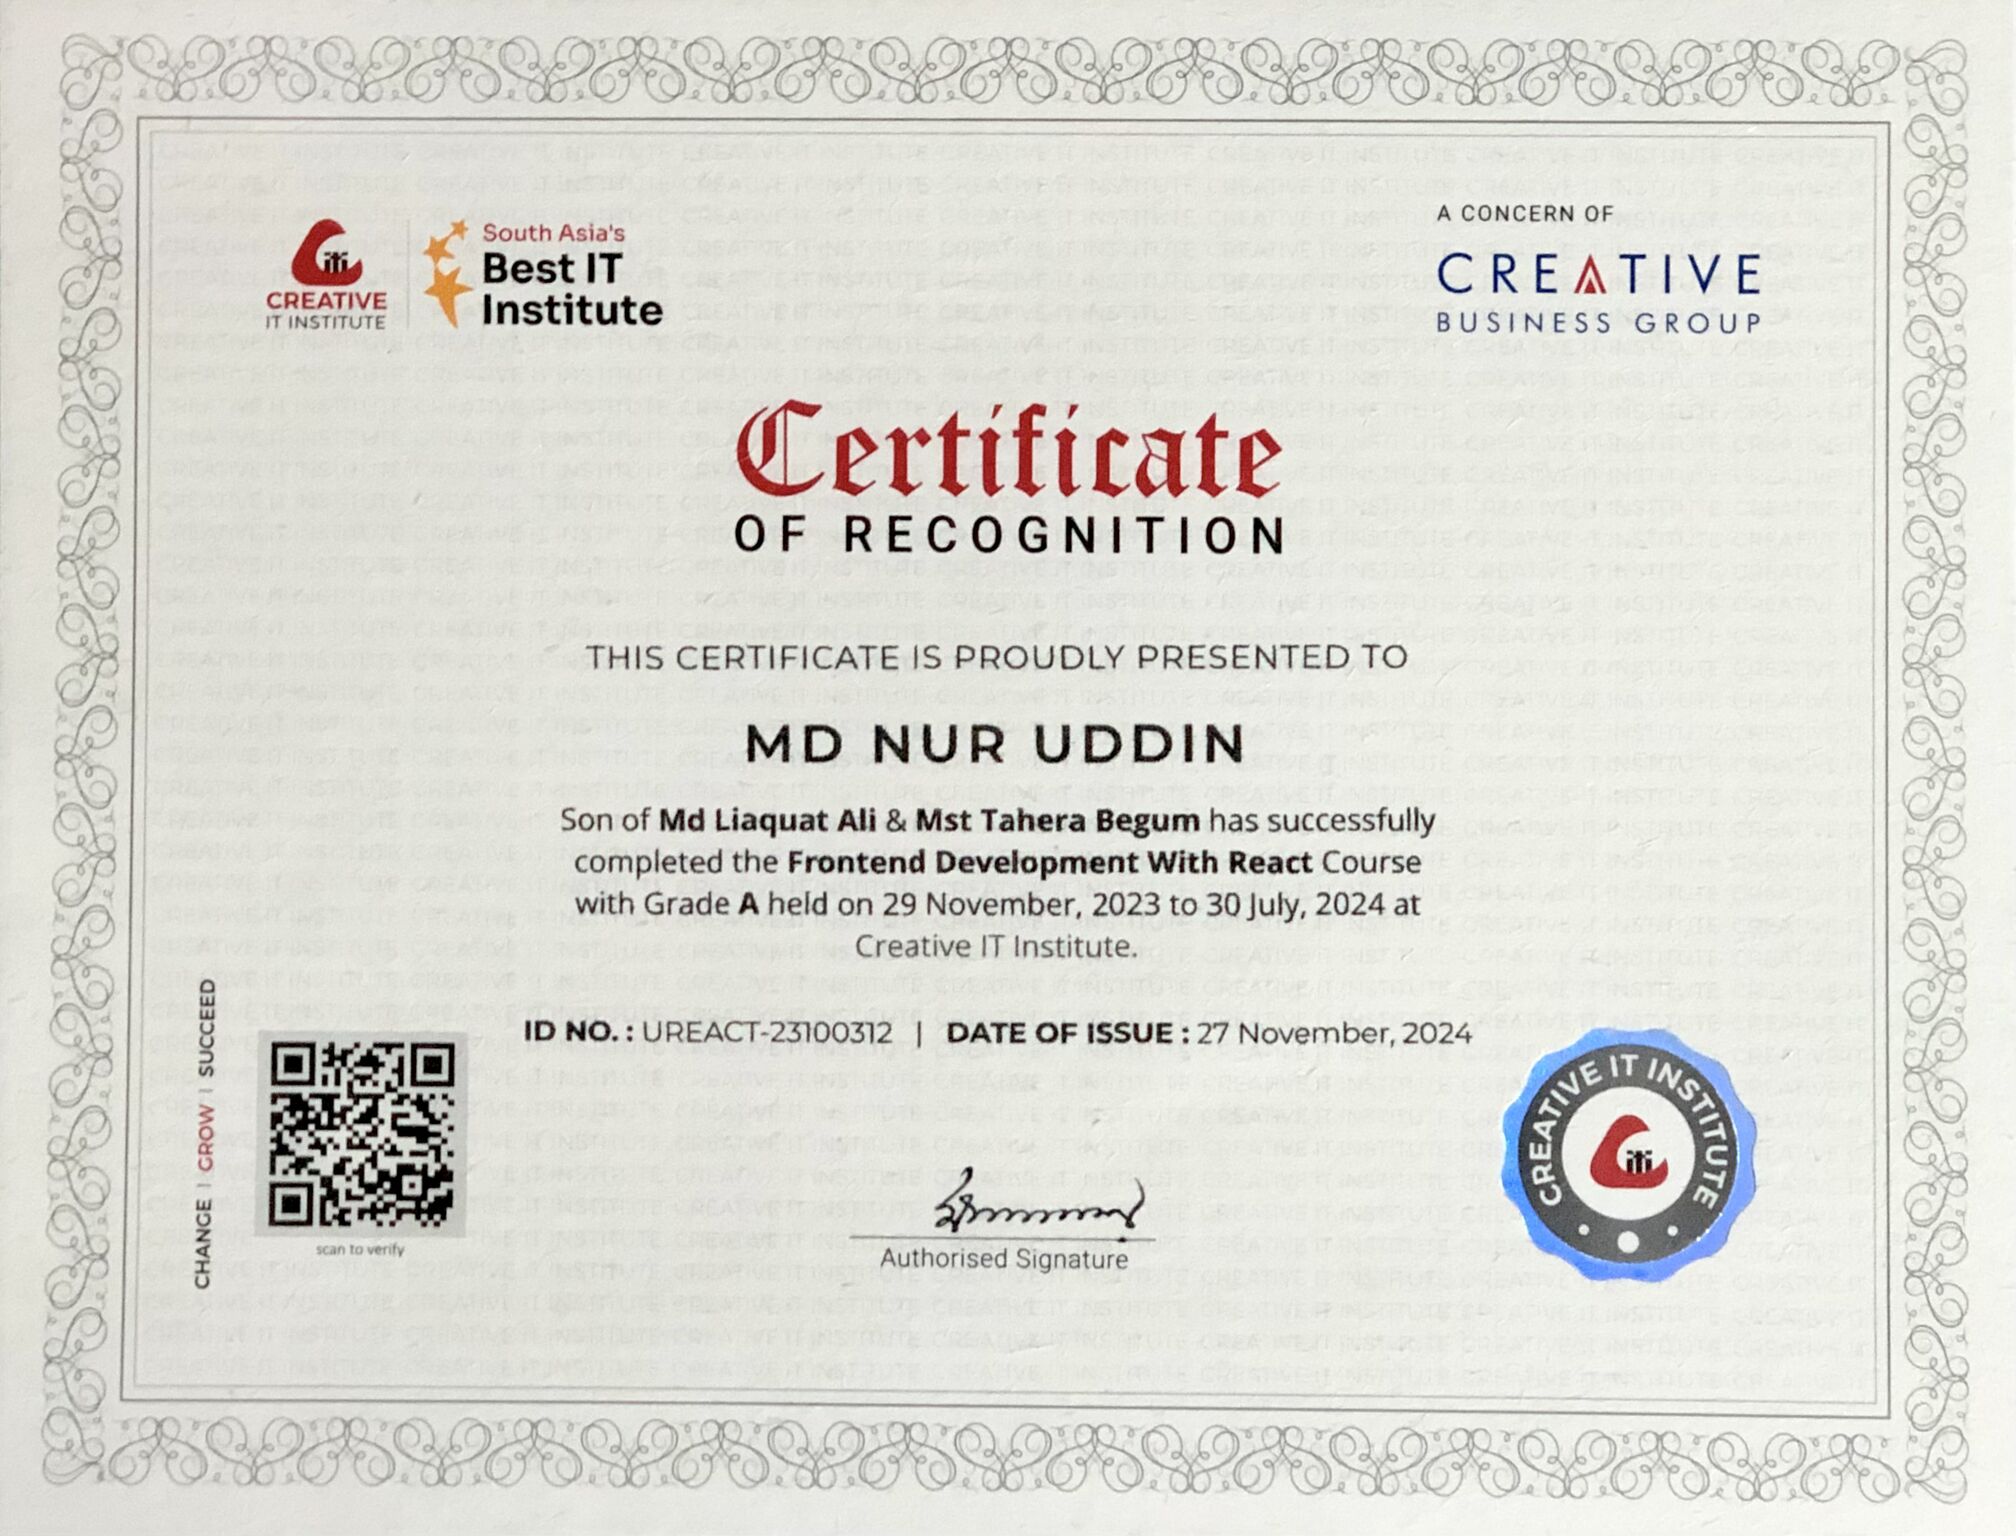 CREATIVE
IT INSTITUTE
South Asia's
Best IT
Institute
A CONCERN OF
CREATIVE
BUSINESS GROUP
Certificate
OF RECOGNITION
THIS CERTIFICATE IS PROUDLY PRESENTED TO
MD NUR UDDIN
Son of Md Liaquat Ali & Mst Tahera Begum has successfully
completed the Frontend Development With React Course
with Grade A held on 29 November, 2023 to 30 July, 2024 at
Creative IT Institute.
ID NO. : UREACT-23100312 | DATE OF ISSUE : 27 November, 2024
CHANGE | GROW | SUCCEED
scan to verify
Authorised Signature
CREATIVE IT INSTITUTE
iti